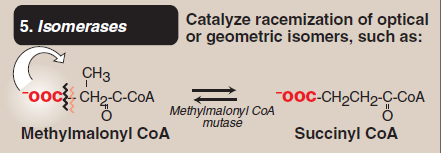 5. Isomerases
Catalyze racemization of optical
or geometric isomers, such as:
CH3
-OOC-CH2-C-CoA
O
Methylmalonyl CoA
Methylmalonyl CoA
mutase
-OOC-CH2CH2-C-CoA
O
Succinyl CoA